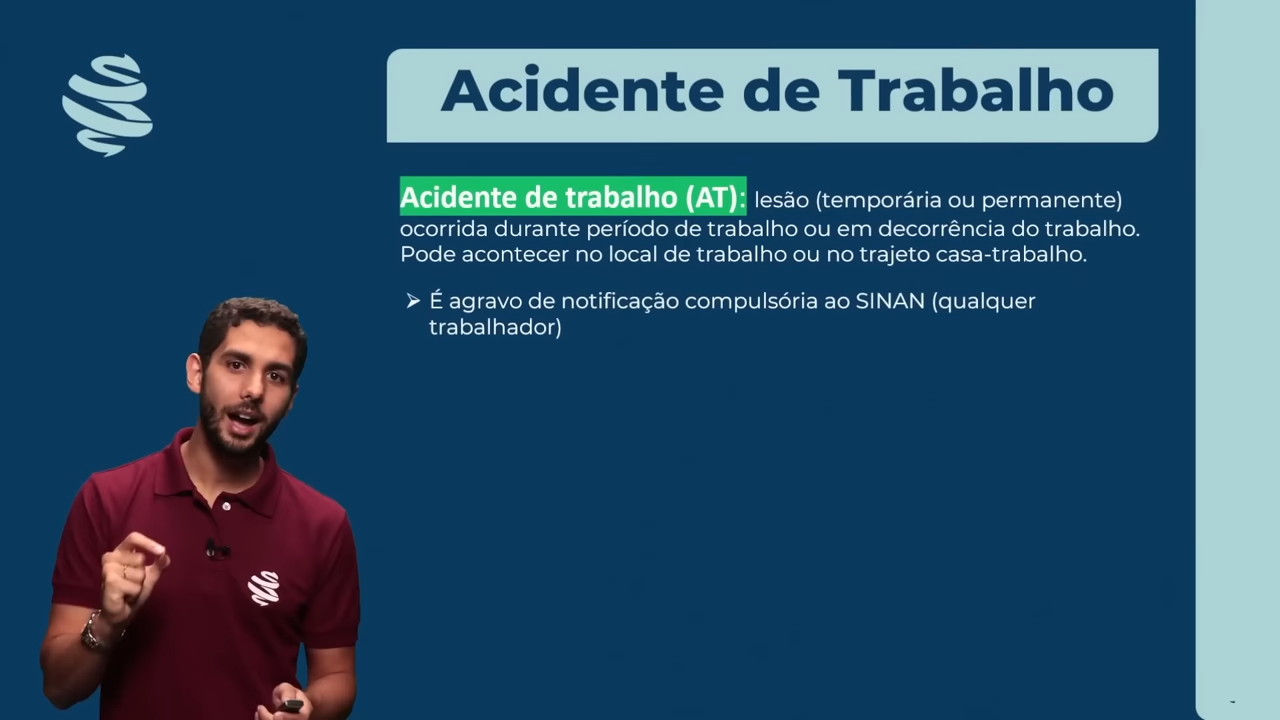 Acidente de Trabalho
Acidente de trabalho (AT): lesão (temporária ou permanente)
ocorrida durante período de trabalho ou em decorrência do trabalho.
Pode acontecer no local de trabalho ou no trajeto casa-trabalho.
➢ É agravo de notificação compulsória ao SINAN (qualquer
trabalhador)